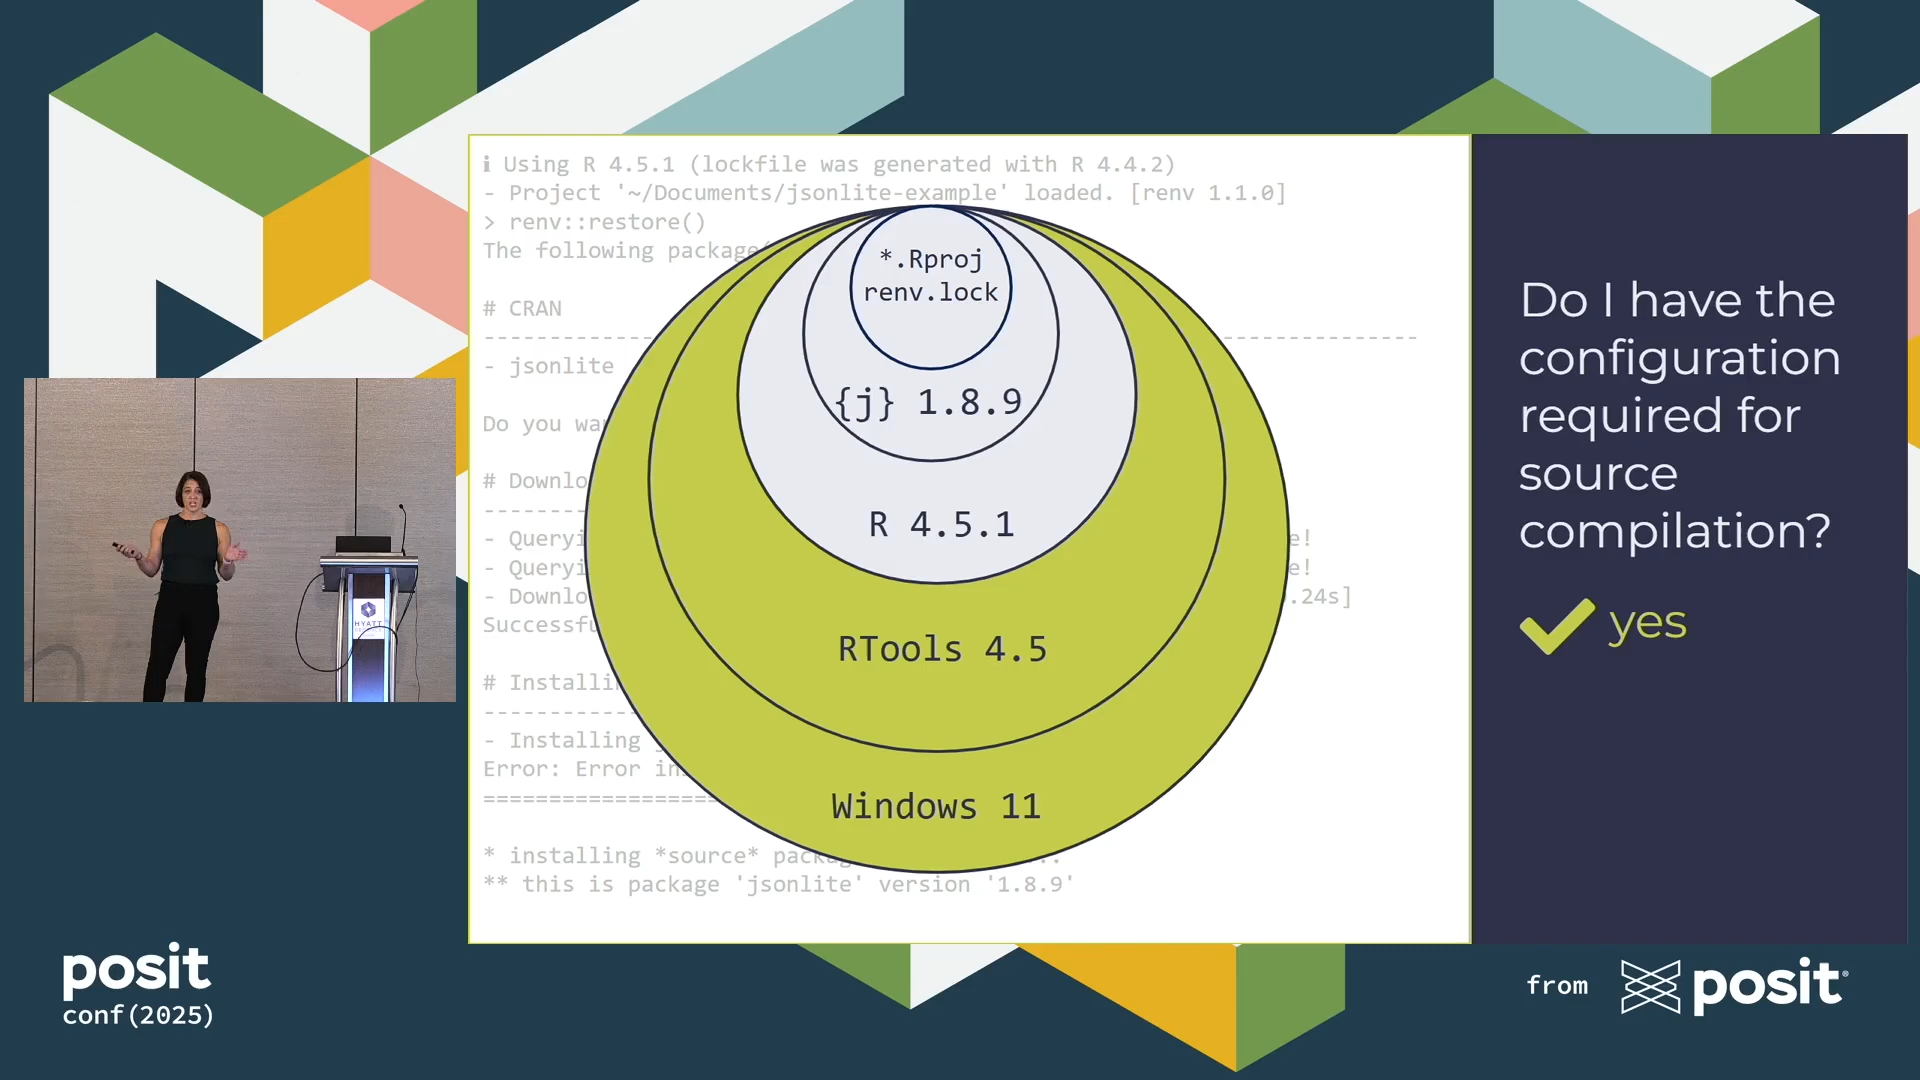 ℹ Using R 4.5.1 (lockfile was generated with R 4.4.2)
- Project '~/Documents/jsonlite-example' loaded. [renv 1.1.0]
> renv::restore()
The following package
# CRAN
--------------------------------------------------
- jsonlite
Do you wa
# Downlo
- Queryi e!
- Queryi e!
- Downlo .24s]
Successfu
# Installi
- Installing
Error: Error in
==================
* installing *source* packag ..
** this is package 'jsonlite' version '1.8.9'
*.Rproj
renv.lock
{j} 1.8.9
R 4.5.1
RTools 4.5
Windows 11
Do I have the
configuration
required for
source
compilation?
yes
HYATT
posit
conf(2025)
from posit